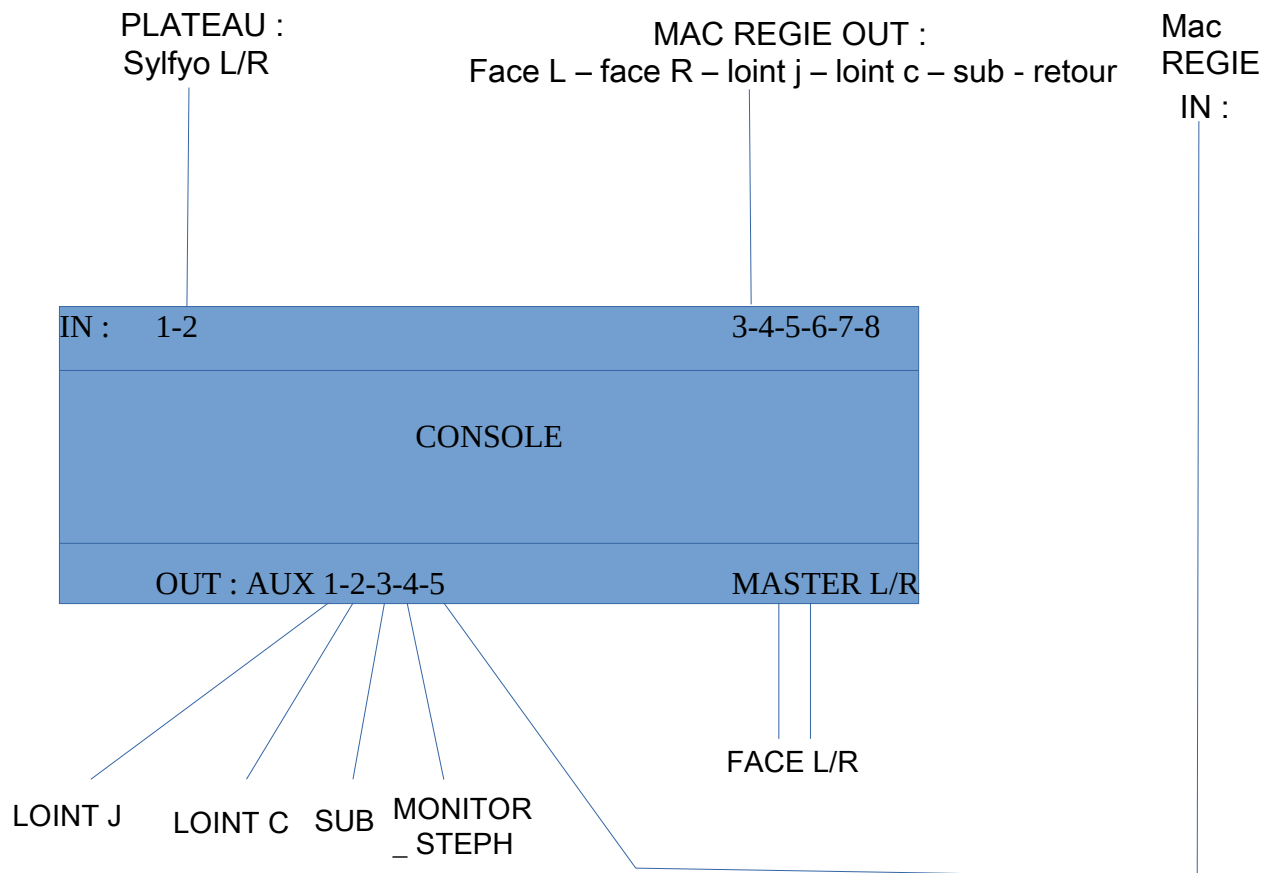 PLATEAU :
Sylfyo L/R
MAC REGIE OUT :
Face L – face R – loint j – loint c – sub - retour
Mac
REGIE
IN :
IN : 1-2
3-4-5-6-7-8
CONSOLE
OUT : AUX 1-2-3-4-5
MASTER L/R
FACE L/R
LOINT J
LOINT C
SUB
MONITOR
_ STEPH